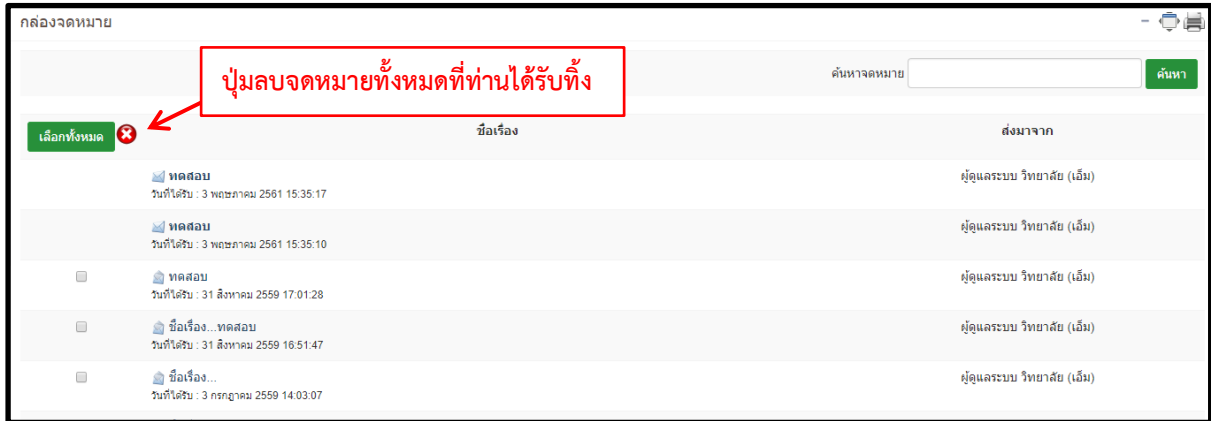 กล่องจดหมาย
ปุ่มลบจดหมายทั้งหมดที่ท่านได้รับทิ้ง
ค้นหาจดหมาย ค้นหา
เลือกทั้งหมด ชื่อเรื่อง ส่งมาจาก
ทดสอบ ผู้ดูแลระบบ วิทยาลัย (เอ็ม)
วันที่ได้รับ : 3 พฤษภาคม 2561 15:35:17
ทดสอบ ผู้ดูแลระบบ วิทยาลัย (เอ็ม)
วันที่ได้รับ : 3 พฤษภาคม 2561 15:35:10
ทดสอบ ผู้ดูแลระบบ วิทยาลัย (เอ็ม)
วันที่ได้รับ : 31 สิงหาคม 2559 17:01:28
ชื่อเรื่อง...ทดสอบ ผู้ดูแลระบบ วิทยาลัย (เอ็ม)
วันที่ได้รับ : 31 สิงหาคม 2559 16:51:47
ชื่อเรื่อง... ผู้ดูแลระบบ วิทยาลัย (เอ็ม)
วันที่ได้รับ : 3 กรกฎาคม 2559 14:03:07